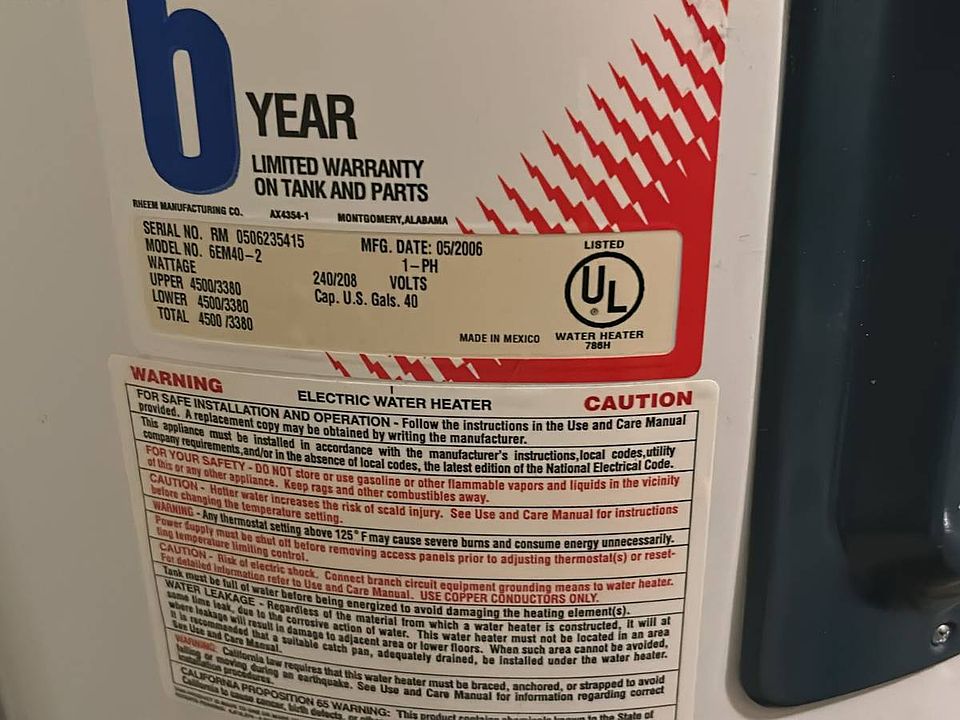 6 YEAR
LIMITED WARRANTY
ON TANK AND PARTS
RHEEM MANUFACTURING CO. AX4354-1 MONTGOMERY, ALABAMA
SERIAL NO. RM 0506235415 MFG. DATE: 05/2006
MODEL NO. 6EM40-2 1-PH
WATTAGE 240/208 VOLTS
UPPER 4500/3380 Cap. U.S. Gals. 40
LOWER 4500/3380
TOTAL 4500 /3380
MADE IN MEXICO
LISTED
UL
®
WATER HEATER
786H
WARNING ELECTRIC WATER HEATER CAUTION
FOR SAFE INSTALLATION AND OPERATION - Follow the instructions in the Use and Care Manual
provided. A replacement copy may be obtained by writing the manufacturer.
This appliance must be installed in accordance with the manufacturer's instructions, local codes, utility
company requirements, and/or in the absence of local codes, the latest edition of the National Electrical Code.
FOR YOUR SAFETY - DO NOT store or use gasoline or other flammable vapors and liquids in the vicinity
of this or any other appliance. Keep rags and other combustibles away.
CAUTION - Hotter water increases the risk of scald injury. See Use and Care Manual for instructions
before changing the temperature setting.
WARNING - Any thermostat setting above 125°F may cause severe burns and consume energy unnecessarily.
Power supply must be shut off before removing access panels prior to adjusting thermostat(s) or reset-
ting temperature limiting control.
CAUTION - Risk of electric shock. Connect branch circuit equipment grounding means to water heater.
For detailed information refer to Use and Care Manual. USE COPPER CONDUCTORS ONLY.
Tank must be full of water before being energized to avoid damaging the heating element(s).
WATER LEAKAGE - Regardless of the material from which a water heater is constructed, it will at
some time leak, due to the corrosive action of water. This water heater must not be located in an area
where leakage will result in damage to adjacent area or lower floors. When such area cannot be avoided,
it is recommended that a suitable catch pan, adequately drained, be installed under the water heater.
See Use and Care Manual.
WARNING: California law requires that this water heater must be braced, anchored, or strapped to avoid
falling or moving during an earthquake. See Use and Care Manual for information regarding correct
installation procedures.
CALIFORNIA PROPOSITION 65 WARNING: This product contains chemicals known to the State of
California to cause cancer, birth defects, or